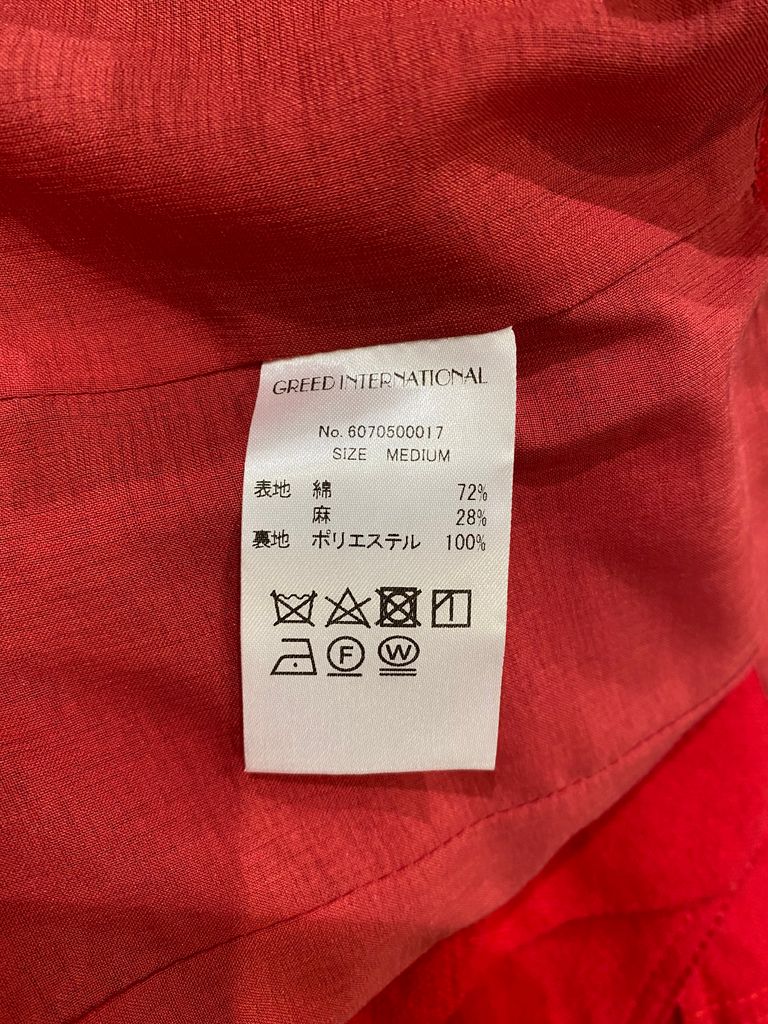 GREED INTERNATIONAL
No. 6070500017
SIZE MEDIUM
表地 綿 72%
麻 28%
裏地 ポリエステル 100%
F W